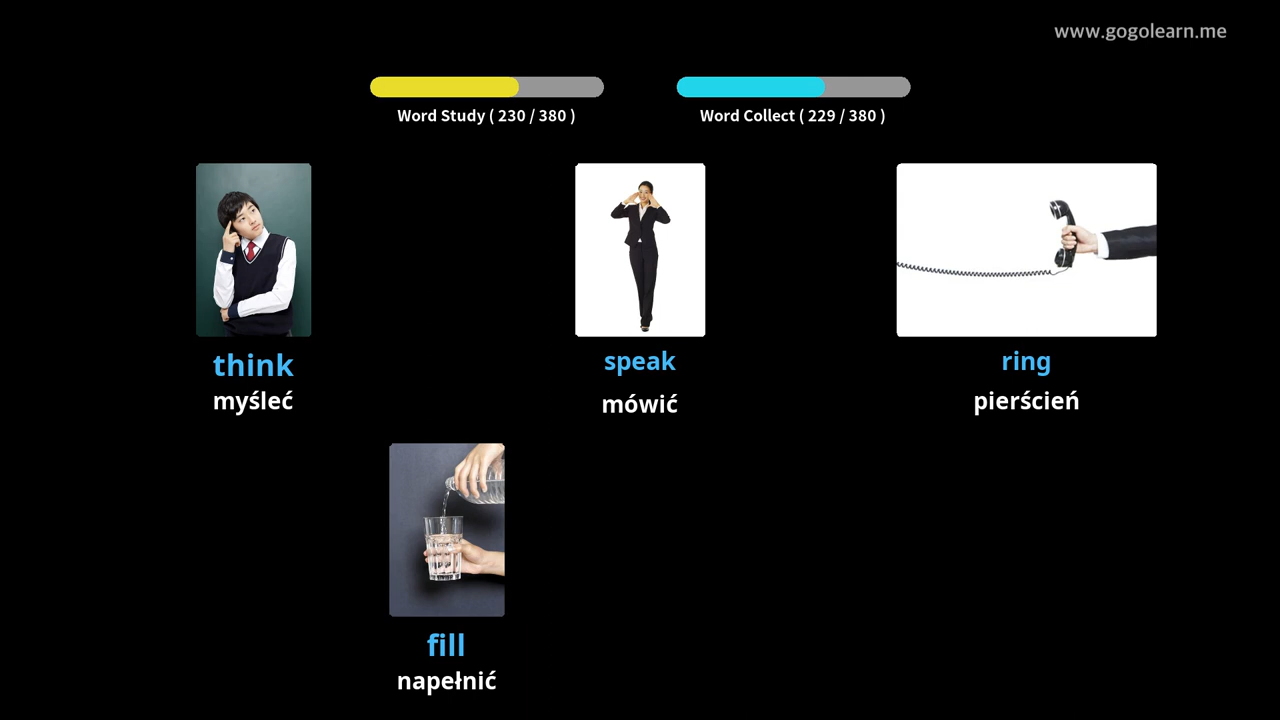 www.gogolearn.me
Word Study ( 230 / 380 )
Word Collect ( 229 / 380 )
think
myśleć
speak
mówić
ring
pierścień
fill
napełnić